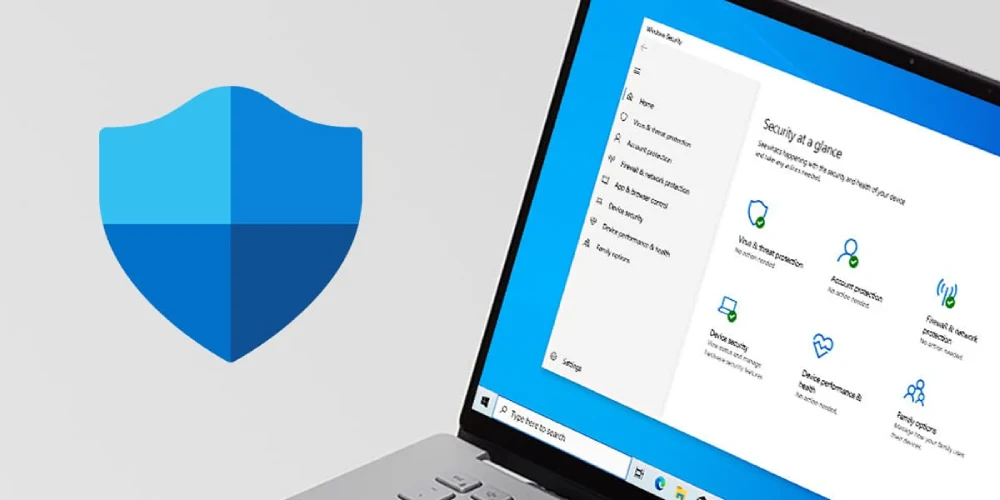 Windows Security
Home
Virus & threat protection
Account protection
Firewall & network protection
App & browser control
Device security
Device performance & health
Family options
Settings
Security at a glance
See what's happening with the security and health of your device
and take any actions needed.
Virus & threat protection
No action needed.
Account protection
No action needed.
Firewall & network
protection
No action needed.
Device security
View status and manage
hardware security features
Device performance &
health
No action needed.
Family options
Manage how your family uses
their devices.
Type here to search